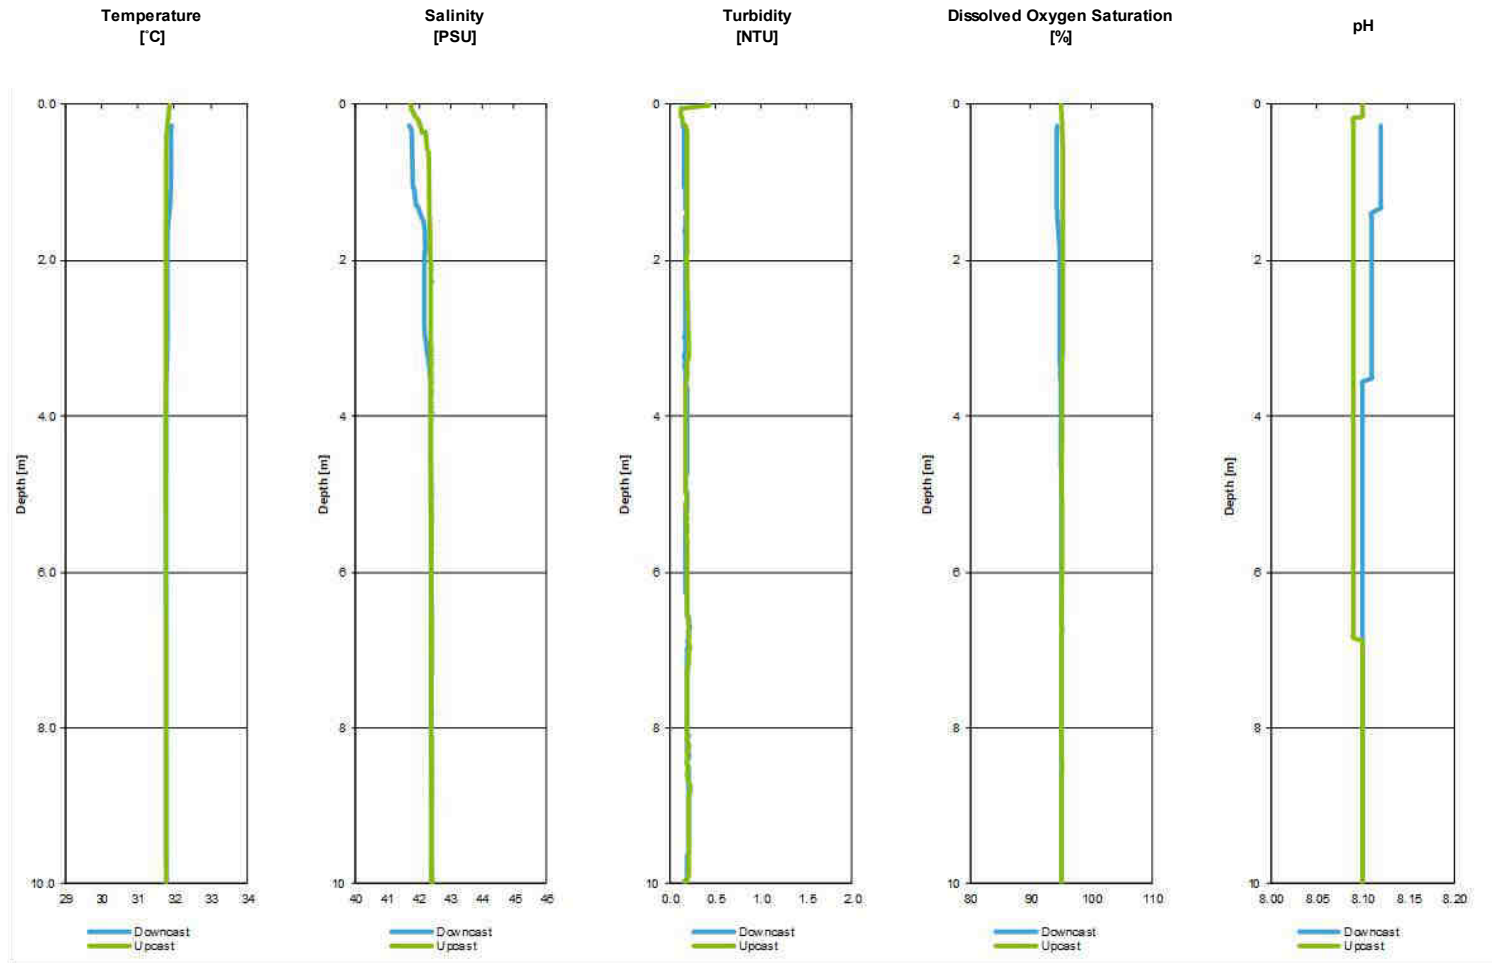 Temperature
[˚C]
Salinity
[PSU]
Turbidity
[NTU]
Dissolved Oxygen Saturation
[%]
pH
0.0
2.0
4.0
6.0
8.0
10.0
Depth [m]
29 30 31 32 33 34
Downcast
Upcast
0
2
4
6
8
10
Depth [m]
40 41 42 43 44 45 46
Downcast
Upcast
0
2
4
6
8
10
Depth [m]
0.0 0.5 1.0 1.5 2.0
Downcast
Upcast
0
2
4
6
8
10
Depth [m]
80 90 100 110
Downcast
Upcast
0
2
4
6
8
10
Depth [m]
8.00 8.05 8.10 8.15 8.20
Downcast
Upcast